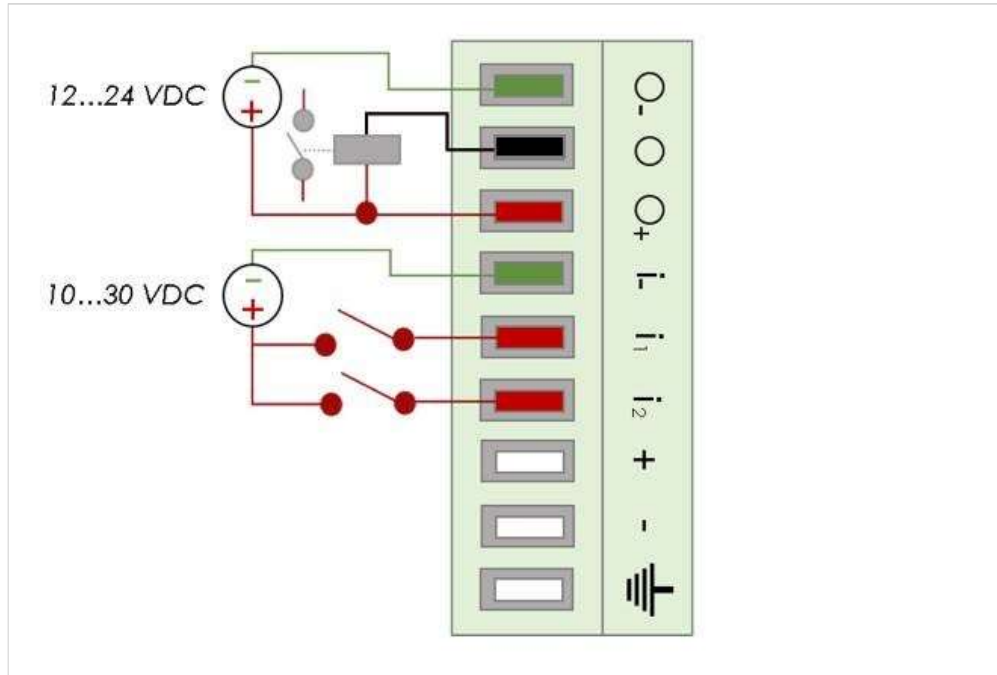 12...24 VDC
-
+
O-
O
O+
10...30 VDC
-
+
i-
i1
i2
+
-